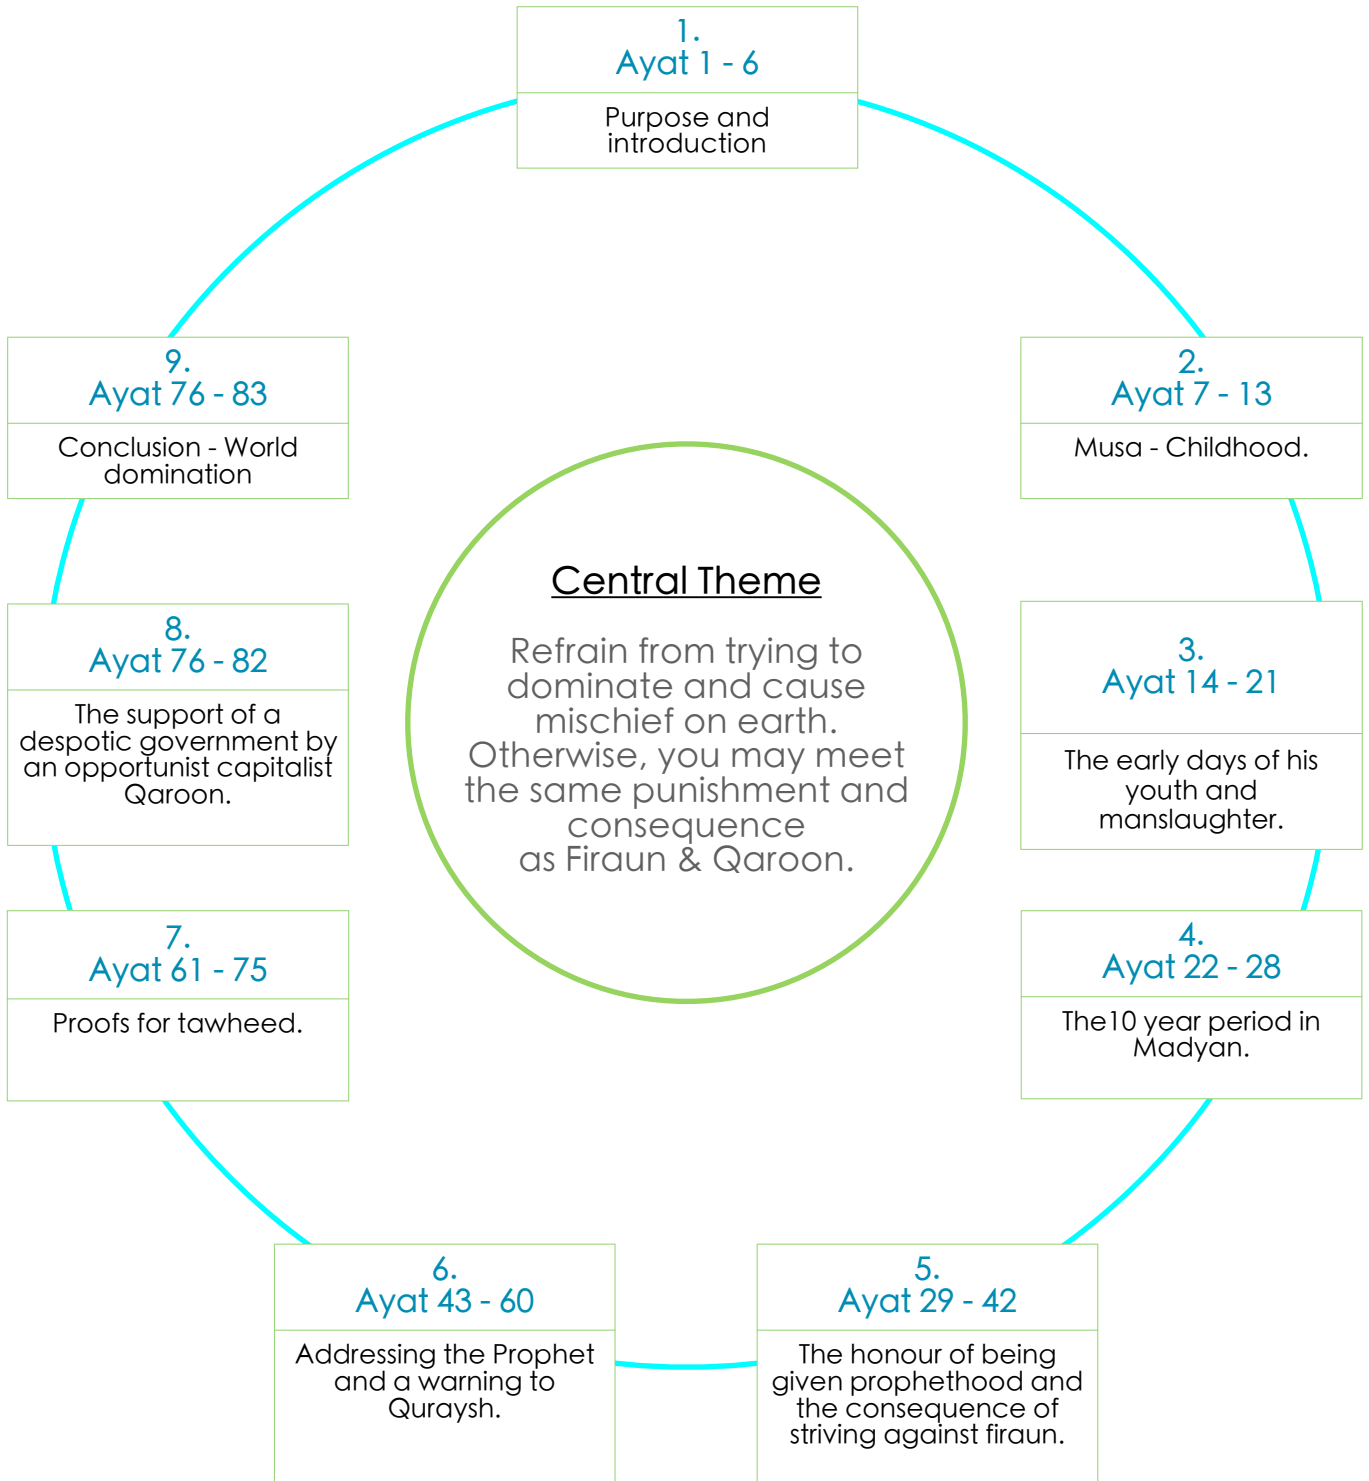 1.
Ayat 1 - 6
Purpose and
introduction
2.
Ayat 7 - 13
Musa - Childhood.
3.
Ayat 14 - 21
The early days of his
youth and
manslaughter.
4.
Ayat 22 - 28
The10 year period in
Madyan.
5.
Ayat 29 - 42
The honour of being
given prophethood and
the consequence of
striving against firaun.
6.
Ayat 43 - 60
Addressing the Prophet
and a warning to
Quraysh.
7.
Ayat 61 - 75
Proofs for tawheed.
8.
Ayat 76 - 82
The support of a
despotic government by
an opportunist capitalist
Qaroon.
9.
Ayat 76 - 83
Conclusion - World
domination
Central Theme
Refrain from trying to
dominate and cause
mischief on earth.
Otherwise, you may meet
the same punishment and
consequence
as Firaun & Qaroon.